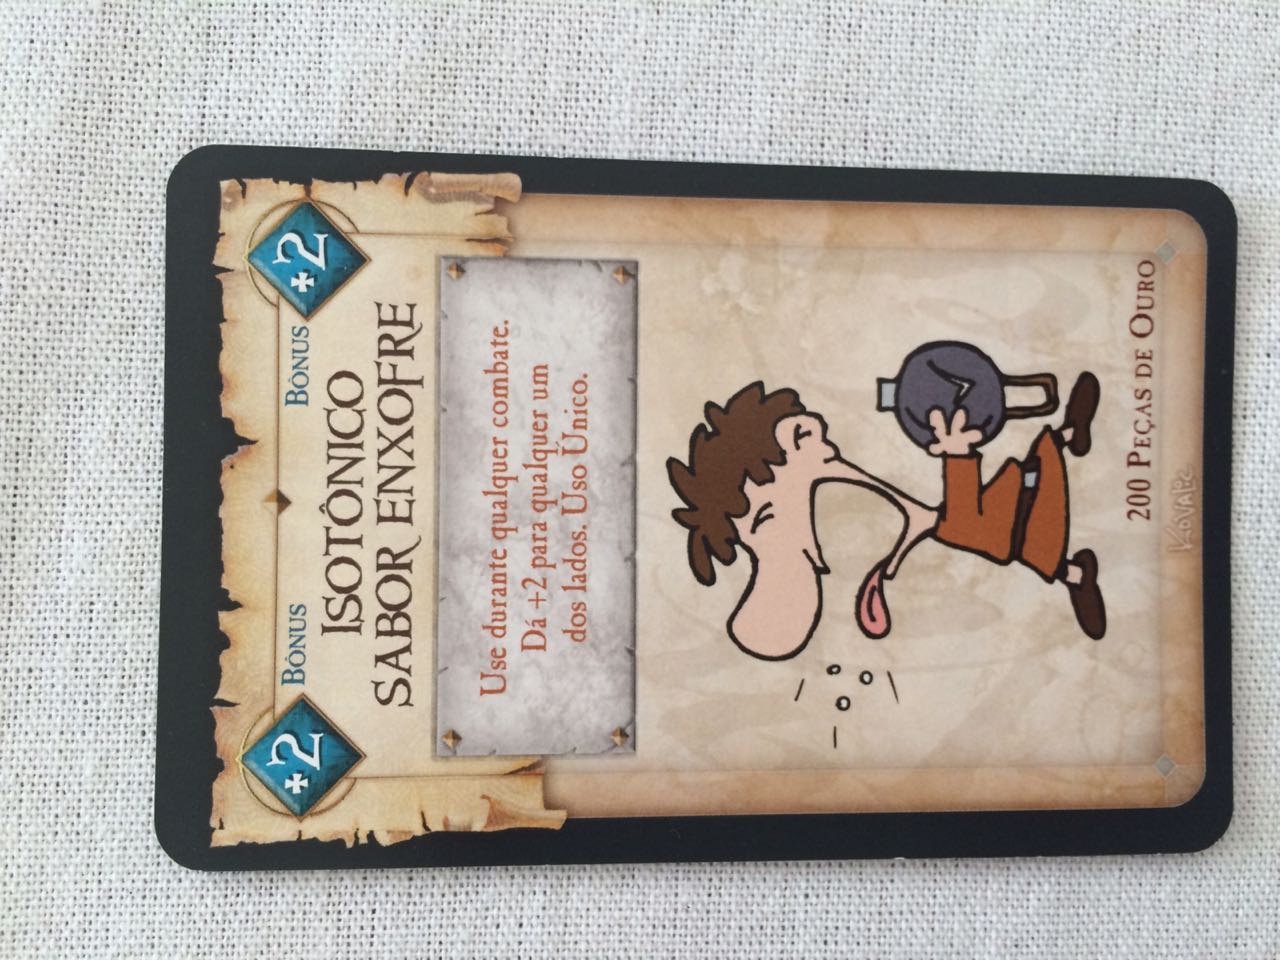 +2 BÔNUS BÔNUS +2
ISOTÔNICO
SABOR ENXOFRE
Use durante qualquer combate.
Dá +2 para qualquer um
dos lados. Uso Único.
200 PEÇAS DE OURO
KOVALIC